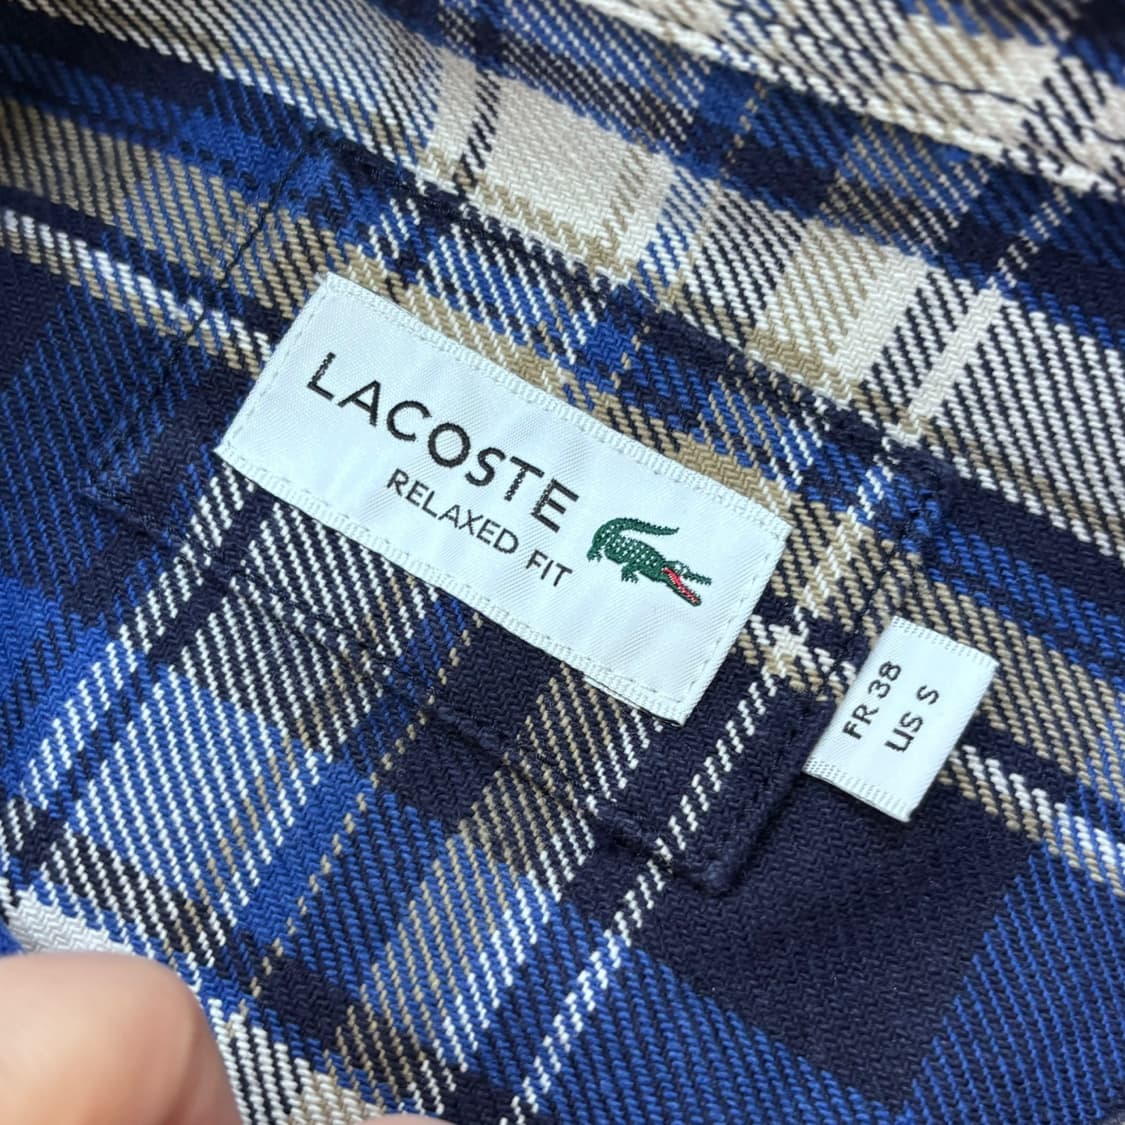 LACOSTE
RELAXED FIT
FR 38
US S